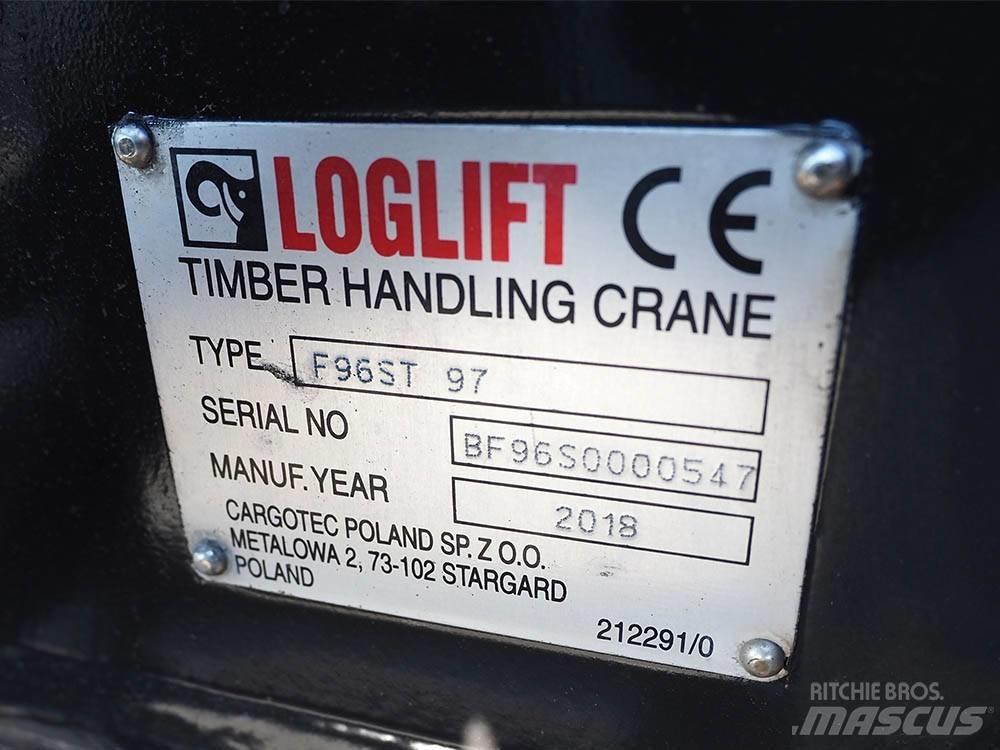 LOGLIFT CE
TIMBER HANDLING CRANE
TYPE F96ST 97
SERIAL NO BF96S0000547
MANUF. YEAR 2018
CARGOTEC POLAND SP. Z O.O.
METALOWA 2, 73-102 STARGARD
POLAND
212291/0
RITCHIE BROS.
.MASCUS